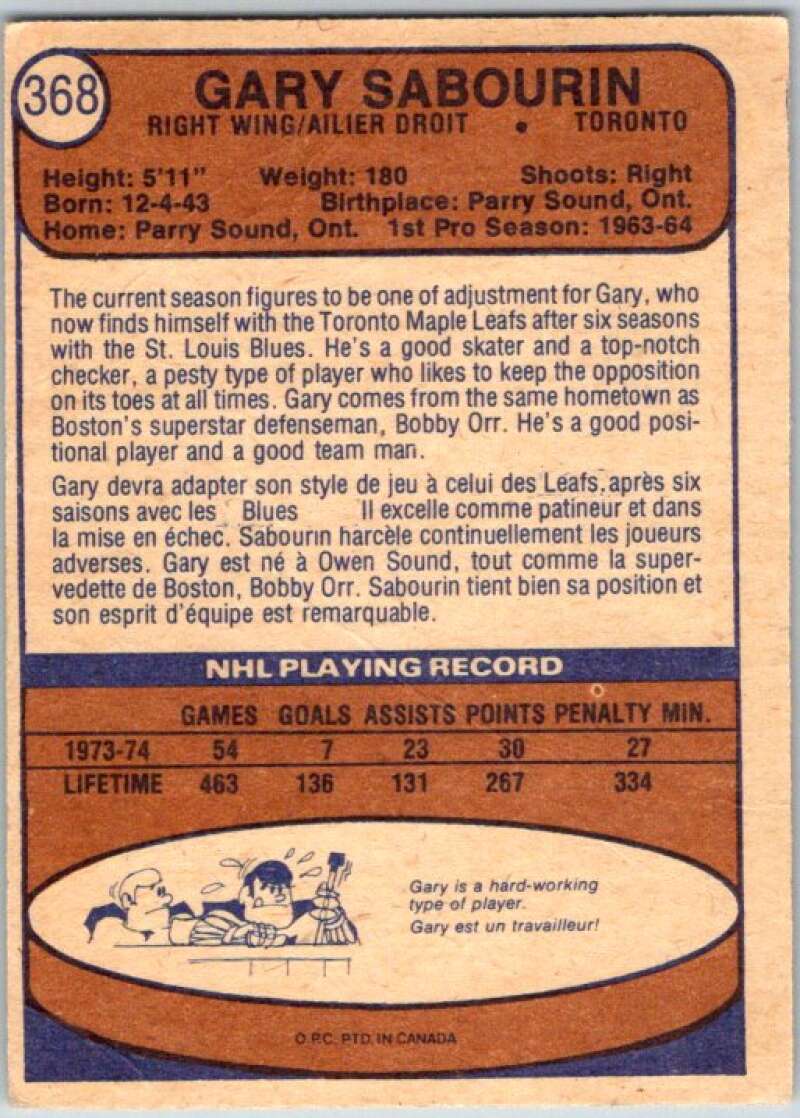 368
GARY SABOURIN
RIGHT WING/AILIER DROIT • TORONTO
Height: 5'11" Weight: 180 Shoots: Right
Born: 12-4-43 Birthplace: Parry Sound, Ont.
Home: Parry Sound, Ont. 1st Pro Season: 1963-64
The current season figures to be one of adjustment for Gary, who
now finds himself with the Toronto Maple Leafs after six seasons
with the St. Louis Blues. He's a good skater and a top-notch
checker, a pesty type of player who likes to keep the opposition
on its toes at all times. Gary comes from the same hometown as
Boston's superstar defenseman, Bobby Orr. He's a good posi-
tional player and a good team man.
Gary devra adapter son style de jeu à celui des Leafs, après six
saisons avec les Blues Il excelle comme patineur et dans
la mise en échec. Sabourin harcèle continuellement les joueurs
adverses. Gary est né à Owen Sound, tout comme la super-
vedette de Boston, Bobby Orr. Sabourin tient bien sa position et
son esprit d'équipe est remarquable.
NHL PLAYING RECORD
GAMES GOALS ASSISTS POINTS PENALTY MIN.
1973-74 54 7 23 30 27
LIFETIME 463 136 131 267 334
Gary is a hard-working
type of player.
Gary est un travailleur!
O.P.C. PTD. IN CANADA